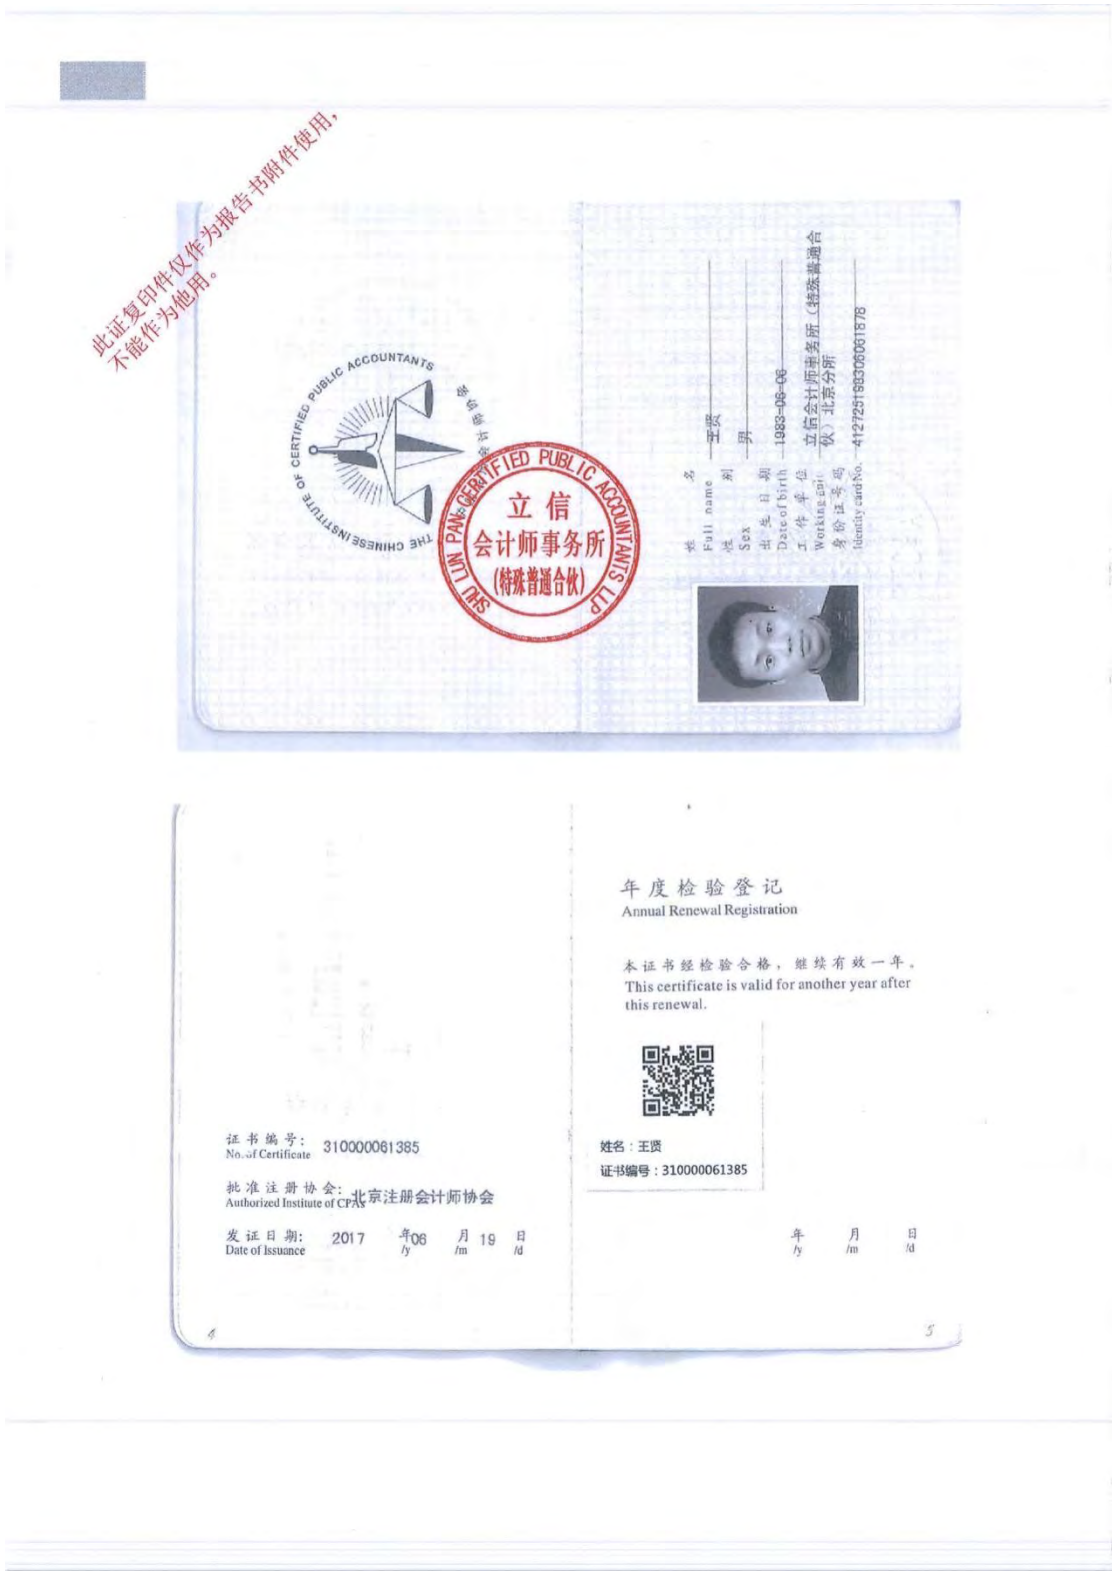 此证复印件仅作为报告书附件使用，
不能作为他用。
THE CHINESE INSTITUTE OF CERTIFIED PUBLIC ACCOUNTANTS
SHU LUN PAN CERTIFIED PUBLIC ACCOUNTANTS LLP
立信
会计师事务所
(特殊普通合伙)
姓 名 王贤
Full name
性 别 男
Sex
出 生 日 期 1983-06-06
Date of birth
工 作 单 位 立信会计师事务所（特殊普通合
Working unit 伙）北京分所
身份证号码 412725198306061878
Identity card No.
证书编号: 310000061385
No. of Certificate
批准注册协会: 北京注册会计师协会
Authorized Institute of CPAs
发证日期: 2017 年 06 月 19 日
Date of Issuance /y /m /d
4
年度检验登记
Annual Renewal Registration
本证书经检验合格，继续有效一年。
This certificate is valid for another year after
this renewal.
姓名：王贤
证书编号：310000061385
年 月 日
/y /m /d
5